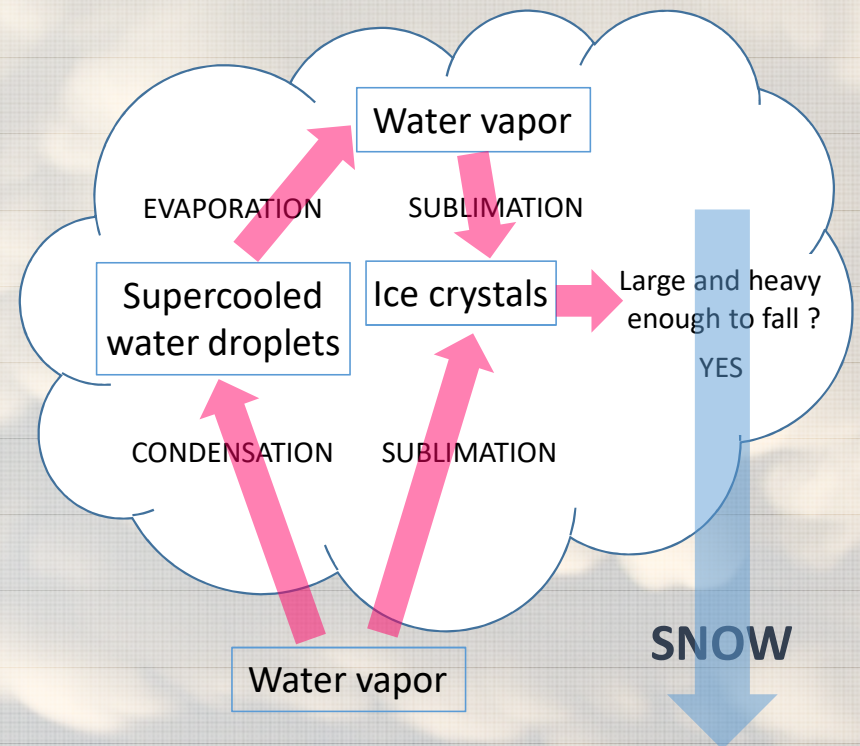 Water vapor
EVAPORATION
SUBLIMATION
Supercooled
water droplets
Ice crystals
Large and heavy
enough to fall ?
YES
CONDENSATION
SUBLIMATION
SNOW
Water vapor